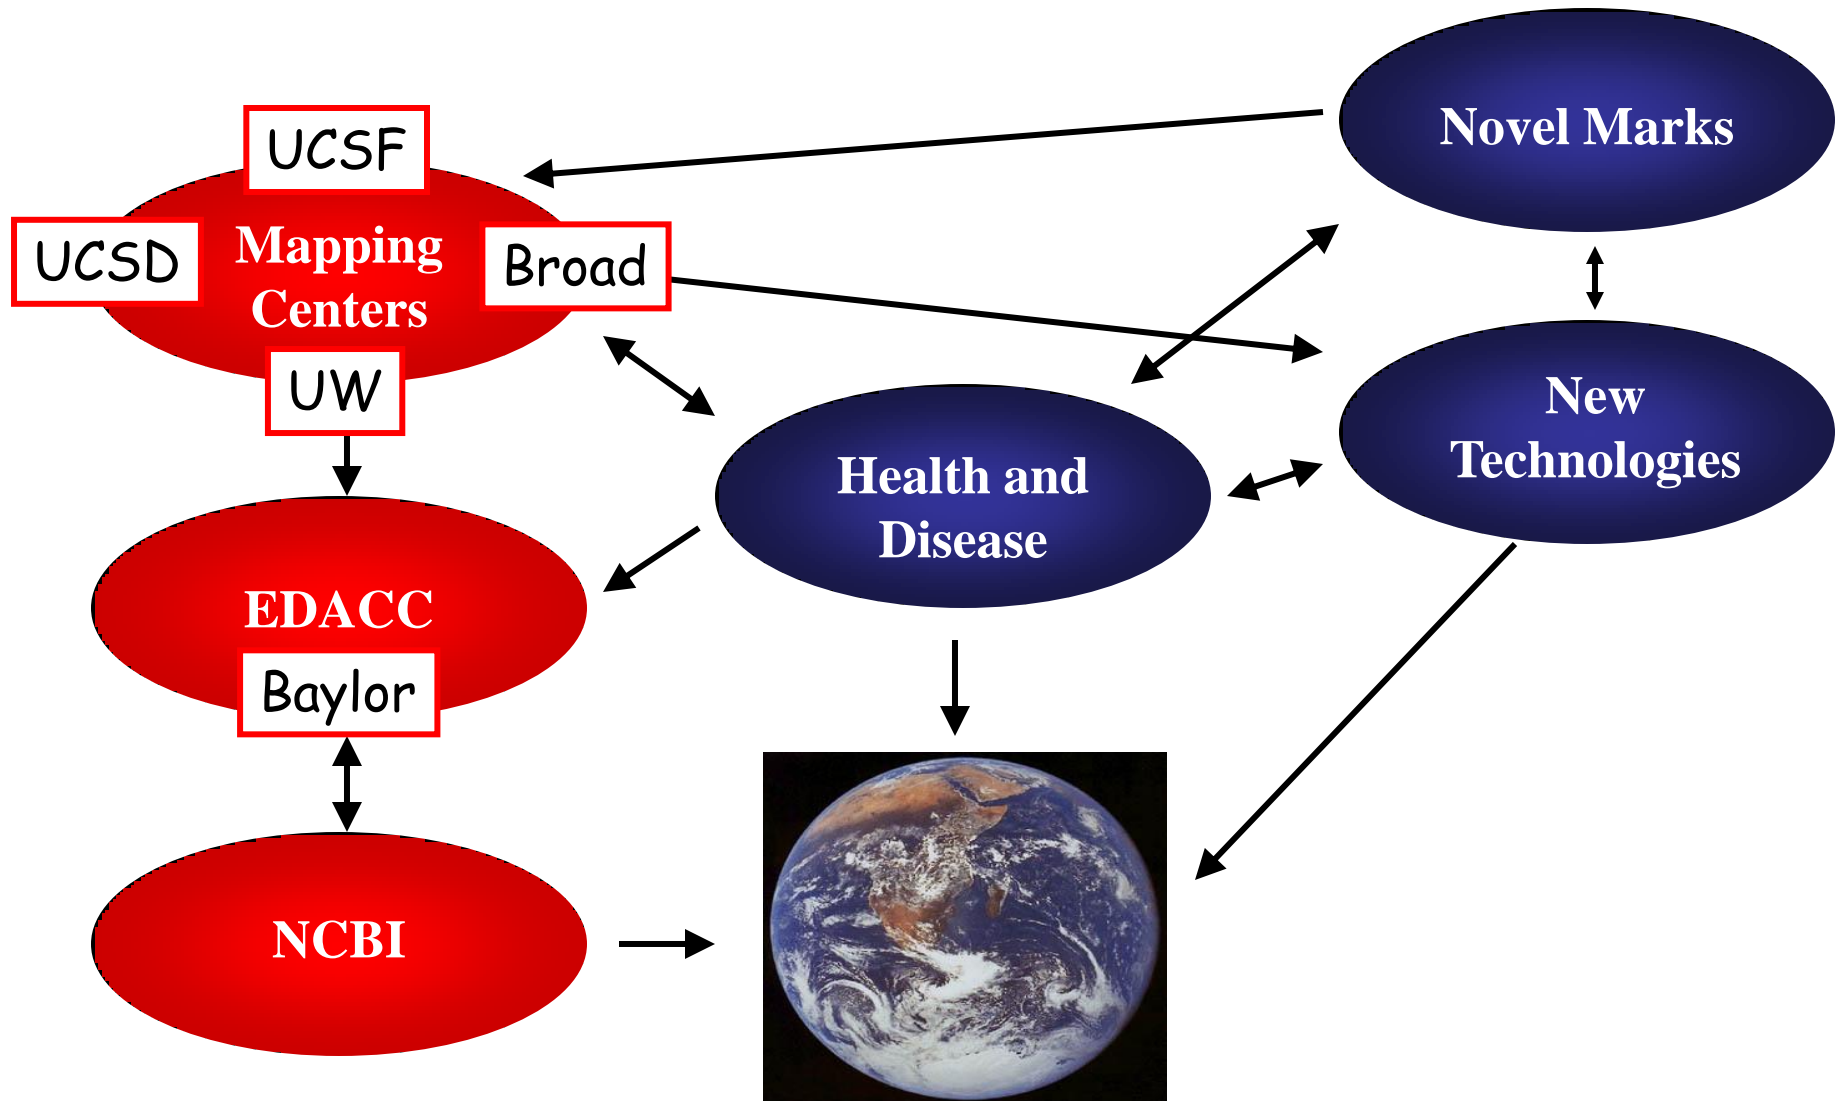 Novel Marks
UCSF
UCSD
Mapping
Centers
Broad
UW
New
Technologies
Health and
Disease
EDACC
Baylor
NCBI